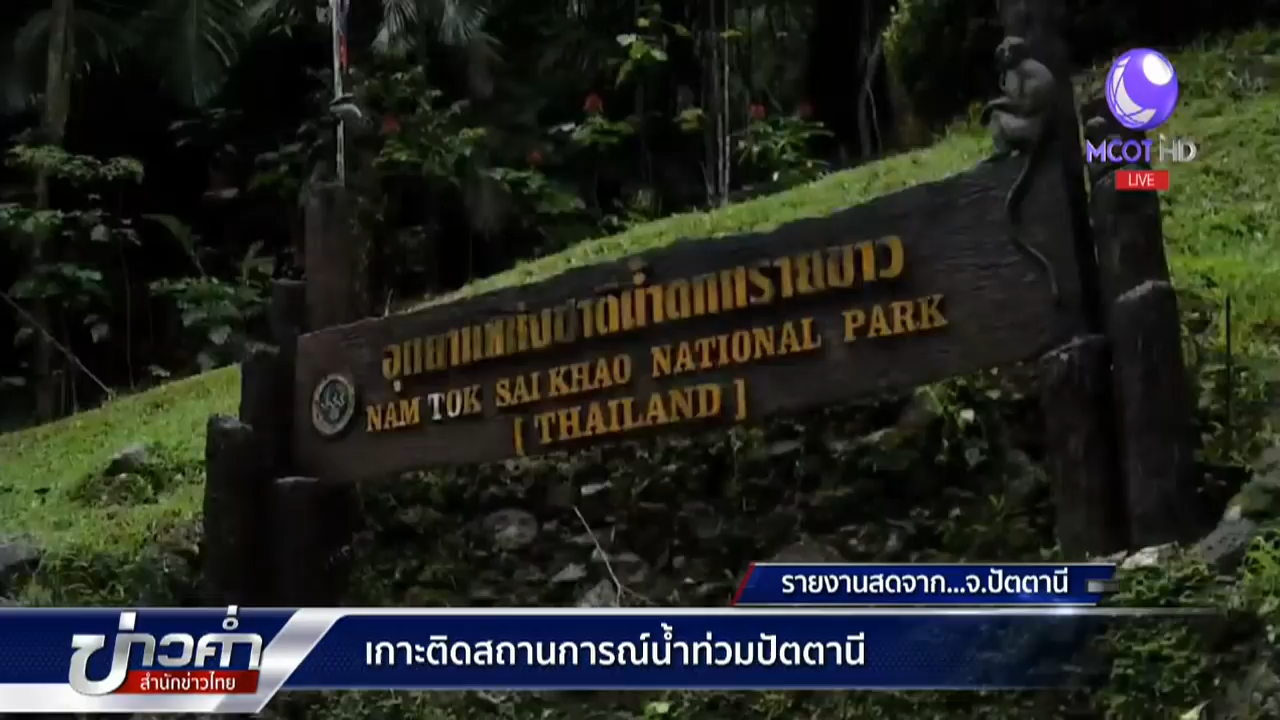 MCOT HD
LIVE
อุทยานแห่งชาติน้ำตกทรายขาว
NAM TOK SAI KHAO NATIONAL PARK
[ THAILAND ]
รายงานสดจาก...จ.ปัตตานี
ข่าวค่ำ
สำนักข่าวไทย
เกาะติดสถานการณ์น้ำท่วมปัตตานี